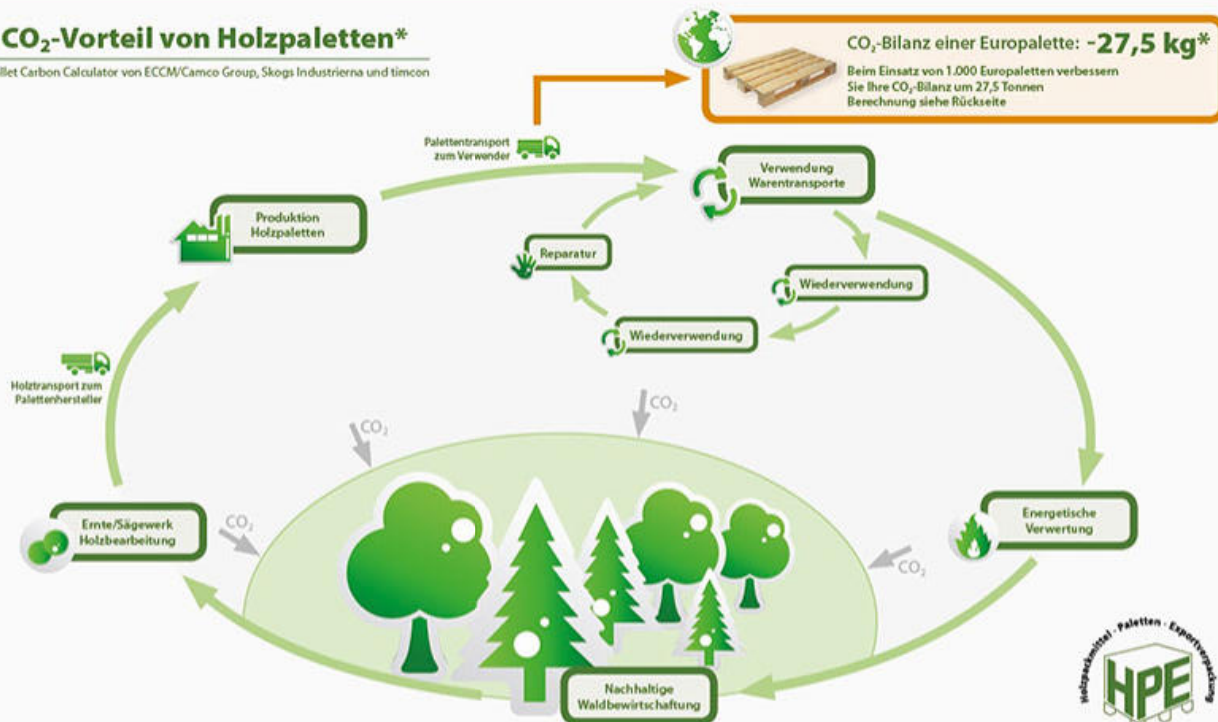 CO₂-Vorteil von Holzpaletten*
llet Carbon Calculator von ECCM/Camco Group, Skogs Industrierna und timcon
CO₂-Bilanz einer Europalette: -27,5 kg*
Beim Einsatz von 1.000 Europaletten verbessern
Sie Ihre CO₂-Bilanz um 27,5 Tonnen
Berechnung siehe Rückseite
Palettentransport
zum Verwender
Verwendung
Warentransporte
Produktion
Holzpaletten
Reparatur
Wiederverwendung
Wiederverwendung
Holztransport zum
Palettenhersteller
CO₂
CO₂
Ernte/Sägewerk
Holzbearbeitung
CO₂
Energetische
Verwertung
CO₂
Nachhaltige
Waldbewirtschaftung
Holzpackmittel · Paletten · Exportverpackung
HPE